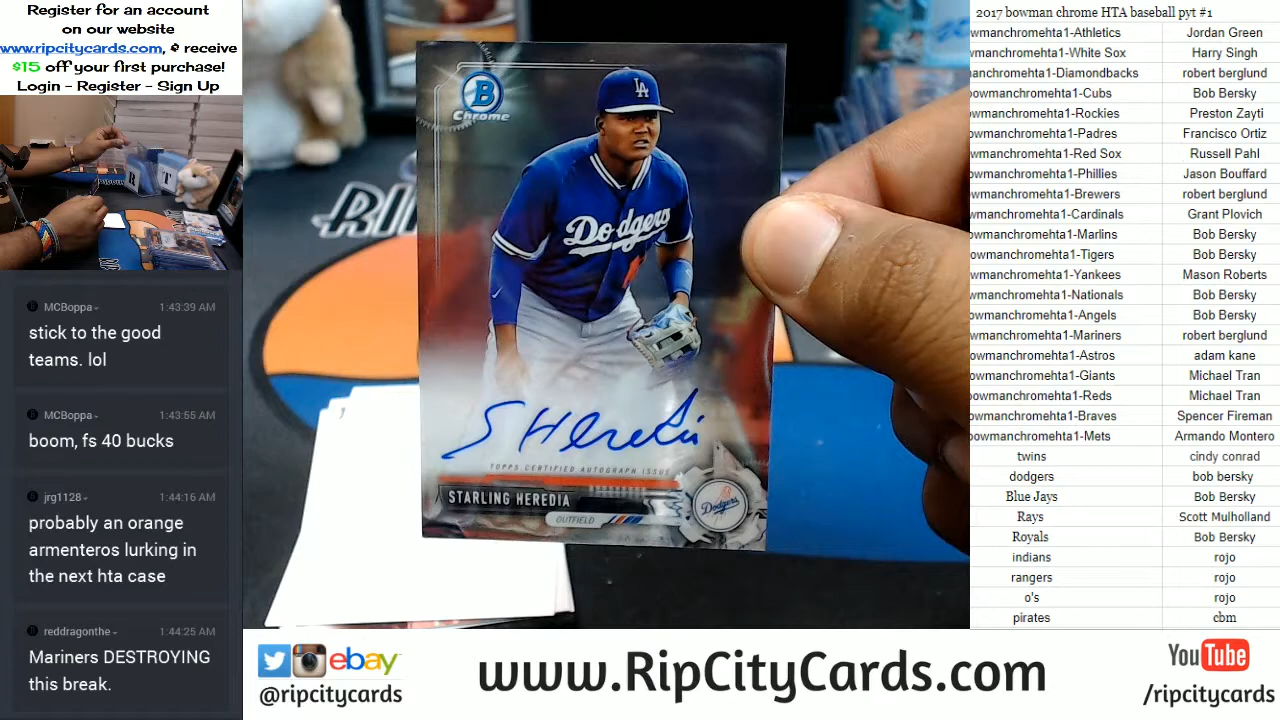 Register for an account
on our website
www.ripcitycards.com, & receive
$15 off your first purchase!
Login - Register - Sign Up
MCBoppa
1:43:39 AM
stick to the good
teams. lol
MCBoppa
1:43:55 AM
boom, fs 40 bucks
jrg1128
1:44:16 AM
probably an orange
armenteros lurking in
the next hta case
reddragonthe
1:44:25 AM
Mariners DESTROYING
this break.
B
Chrome
LA
Dodgers
S Heredia
TOPPS CERTIFIED AUTOGRAPH ISSUE
STARLING HEREDIA
OUTFIELD
Dodgers
RI
2017 bowman chrome HTA baseball pyt #1
owmanchromehta1-Athletics Jordan Green
owmanchromehta1-White Sox Harry Singh
manchromehta1-Diamondbacks robert berglund
bowmanchromehta1-Cubs Bob Bersky
owmanchromehta1-Rockies Preston Zayti
owmanchromehta1-Padres Francisco Ortiz
owmanchromehta1-Red Sox Russell Pahl
owmanchromehta1-Phillies Jason Bouffard
owmanchromehta1-Brewers robert berglund
wmanchromehta1-Cardinals Grant Plovich
owmanchromehta1-Marlins Bob Bersky
owmanchromehta1-Tigers Bob Bersky
wmanchromehta1-Yankees Mason Roberts
wmanchromehta1-Nationals Bob Bersky
owmanchromehta1-Angels Bob Bersky
wmanchromehta1-Mariners robert berglund
owmanchromehta1-Astros adam kane
owmanchromehta1-Giants Michael Tran
owmanchromehta1-Reds Michael Tran
owmanchromehta1-Braves Spencer Fireman
bowmanchromehta1-Mets Armando Montero
twins cindy conrad
dodgers bob bersky
Blue Jays Bob Bersky
Rays Scott Mulholland
Royals Bob Bersky
indians rojo
rangers rojo
o's rojo
pirates cbm
ebay
@ripcitycards
www.RipCityCards.com
YouTube
/ripcitycards